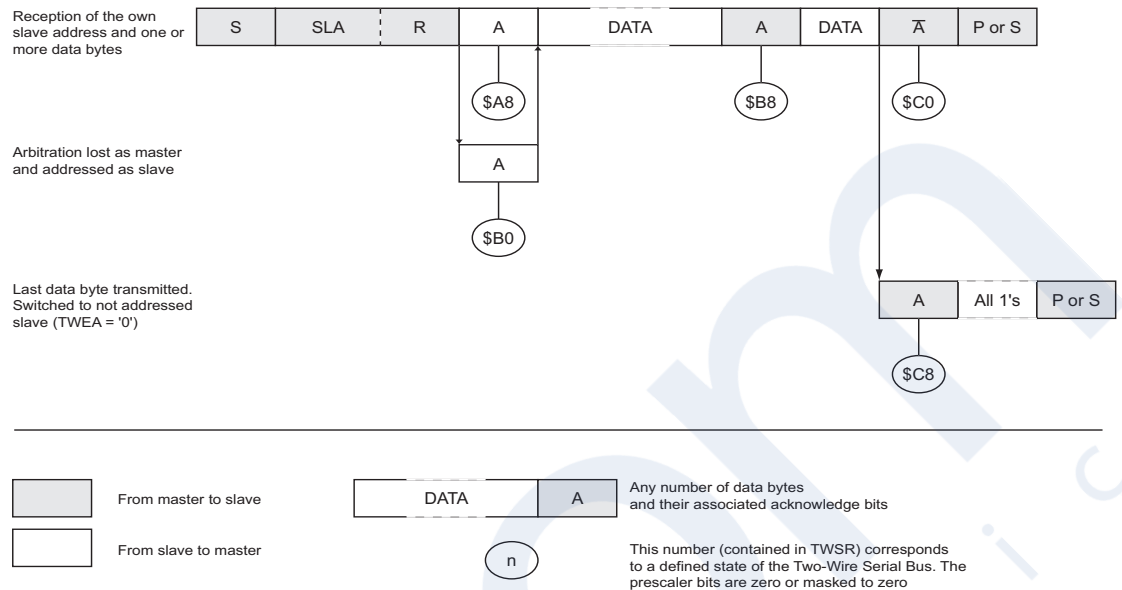 Reception of the own
slave address and one or
more data bytes
S SLA R A DATA A DATA A̅ P or S
$A8 $B8 $C0
Arbitration lost as master
and addressed as slave
A
$B0
Last data byte transmitted.
Switched to not addressed
slave (TWEA = '0')
A All 1's P or S
$C8
From master to slave
DATA A
Any number of data bytes
and their associated acknowledge bits
From slave to master
n
This number (contained in TWSR) corresponds
to a defined state of the Two-Wire Serial Bus. The
prescaler bits are zero or masked to zero